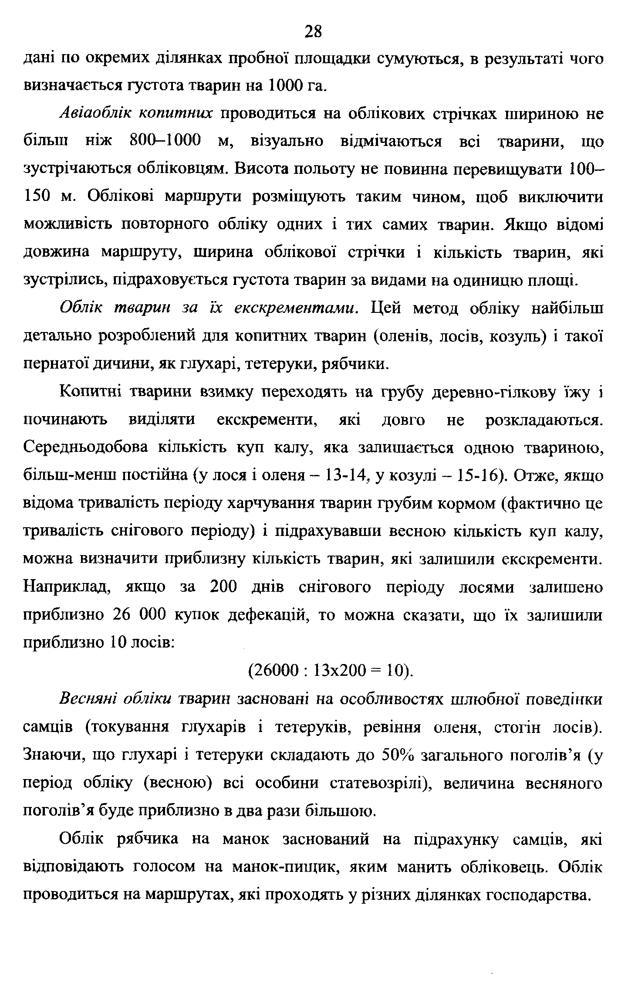 28
дані по окремих ділянках пробної площадки сумуються, в результаті чого
визначається густота тварин на 1000 га.
Авіаоблік копитних проводиться на облікових стрічках шириною не
більш ніж 800–1000 м, візуально відмічаються всі тварини, що
зустрічаються обліковцям. Висота польоту не повинна перевищувати 100–
150 м. Облікові маршрути розміщують таким чином, щоб виключити
можливість повторного обліку одних і тих самих тварин. Якщо відомі
довжина маршруту, ширина облікової стрічки і кількість тварин, які
зустрілись, підраховується густота тварин за видами на одиницю площі.
Облік тварин за їх екскрементами. Цей метод обліку найбільш
детально розроблений для копитних тварин (оленів, лосів, козуль) і такої
пернатої дичини, як глухарі, тетеруки, рябчики.
Копитні тварини взимку переходять на грубу деревно-гілкову їжу і
починають виділяти екскременти, які довго не розкладаються.
Середньодобова кількість куп калу, яка залишається одною твариною,
більш-менш постійна (у лося і оленя – 13-14, у козулі – 15-16). Отже, якщо
відома тривалість періоду харчування тварин грубим кормом (фактично це
тривалість снігового періоду) і підрахувавши весною кількість куп калу,
можна визначити приблизну кількість тварин, які залишили екскременти.
Наприклад, якщо за 200 днів снігового періоду лосями залишено
приблизно 26 000 купок дефекацій, то можна сказати, що їх залишили
приблизно 10 лосів:
(26000 : 13х200 = 10).
Весняні обліки тварин засновані на особливостях шлюбної поведінки
самців (токування глухарів і тетеруків, ревіння оленя, стогін лосів).
Знаючи, що глухарі і тетеруки складають до 50% загального поголів’я (у
період обліку (весною) всі особини статевозрілі), величина весняного
поголів’я буде приблизно в два рази більшою.
Облік рябчика на манок заснований на підрахунку самців, які
відповідають голосом на манок-пищик, яким манить обліковець. Облік
проводиться на маршрутах, які проходять у різних ділянках господарства.